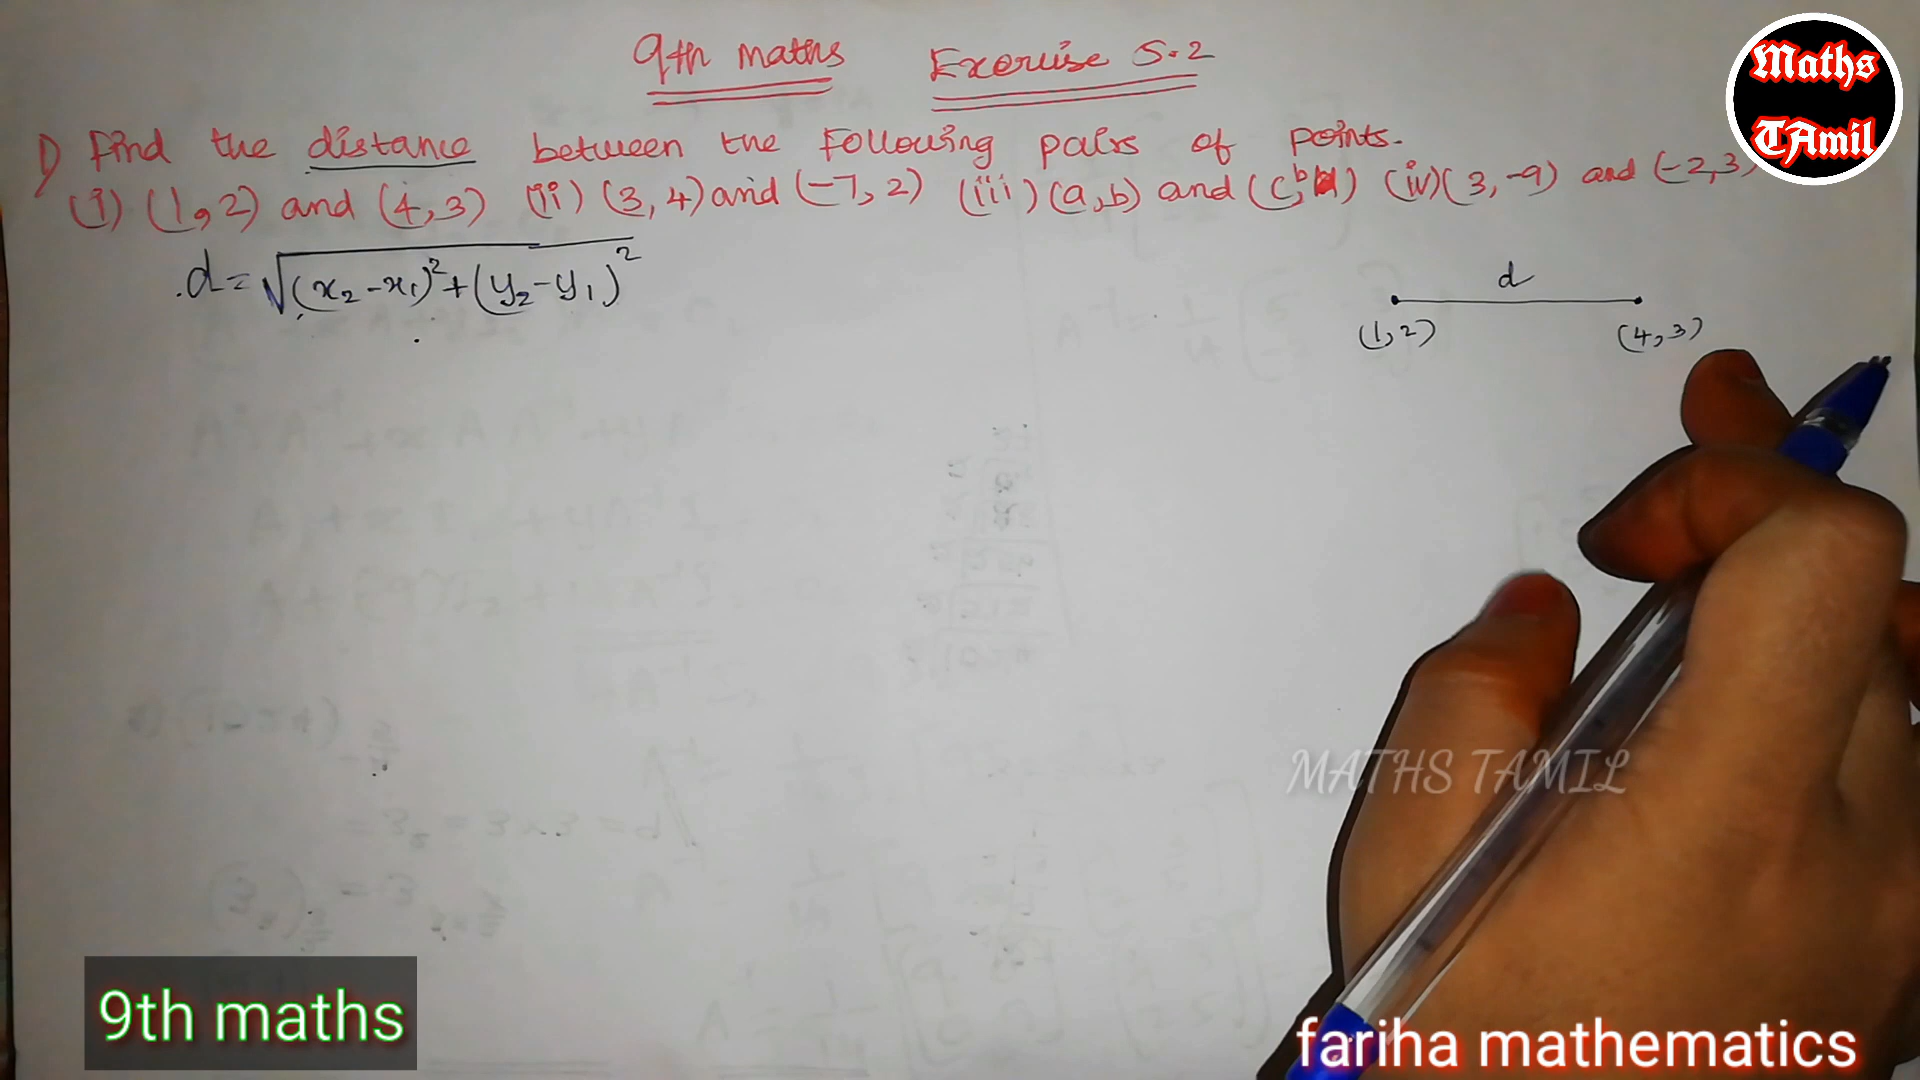 9th maths Exercise 5.2
Maths
TAmil
1) Find the distance between the following pairs of points.
(i) (1, 2) and (4, 3) (ii) (3, 4) and (-7, 2) (iii) (a, b) and (c, b) (iv) (3, -9) and (-2, 3)
d = √(x₂ - x₁)² + (y₂ - y₁)²
d
(1, 2) (4, 3)
MATHS TAMIL
9th maths
fariha mathematics